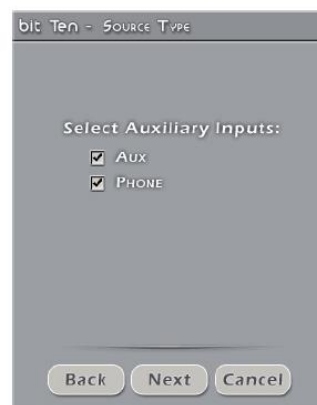 bit Ten - Source Type
Select Auxiliary Inputs:
Aux
Phone
Back Next Cancel